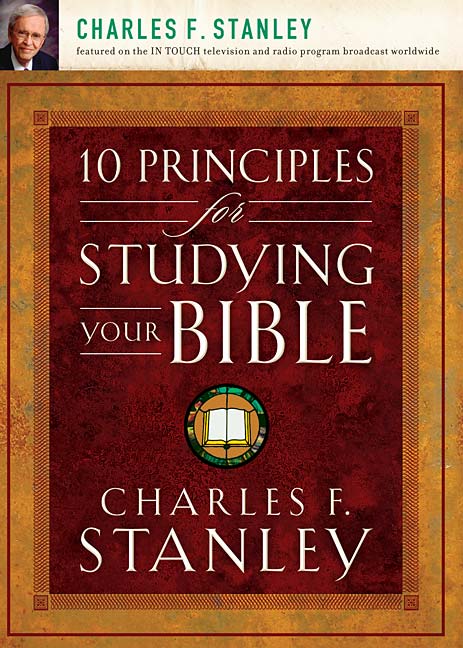 CHARLES F. STANLEY
featured on the IN TOUCH television and radio program broadcast worldwide
10 PRINCIPLES
for
STUDYING
YOUR BIBLE
CHARLES F.
STANLEY